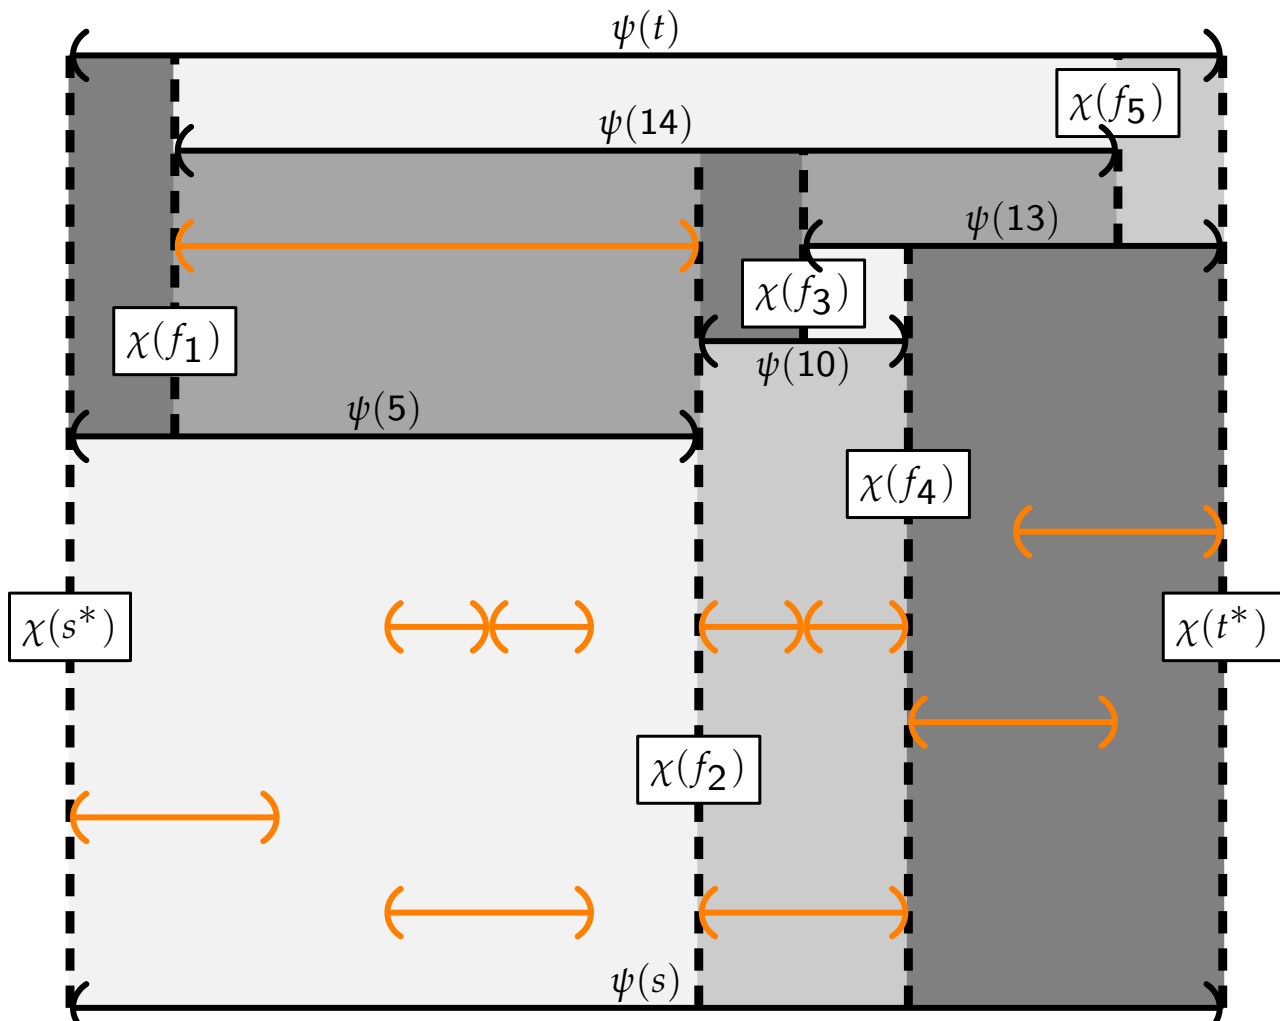 ψ(t)
χ(f₅)
ψ(14)
ψ(13)
χ(f₃)
χ(f₁)
ψ(10)
ψ(5)
χ(f₄)
χ(s*)
χ(t*)
χ(f₂)
ψ(s)